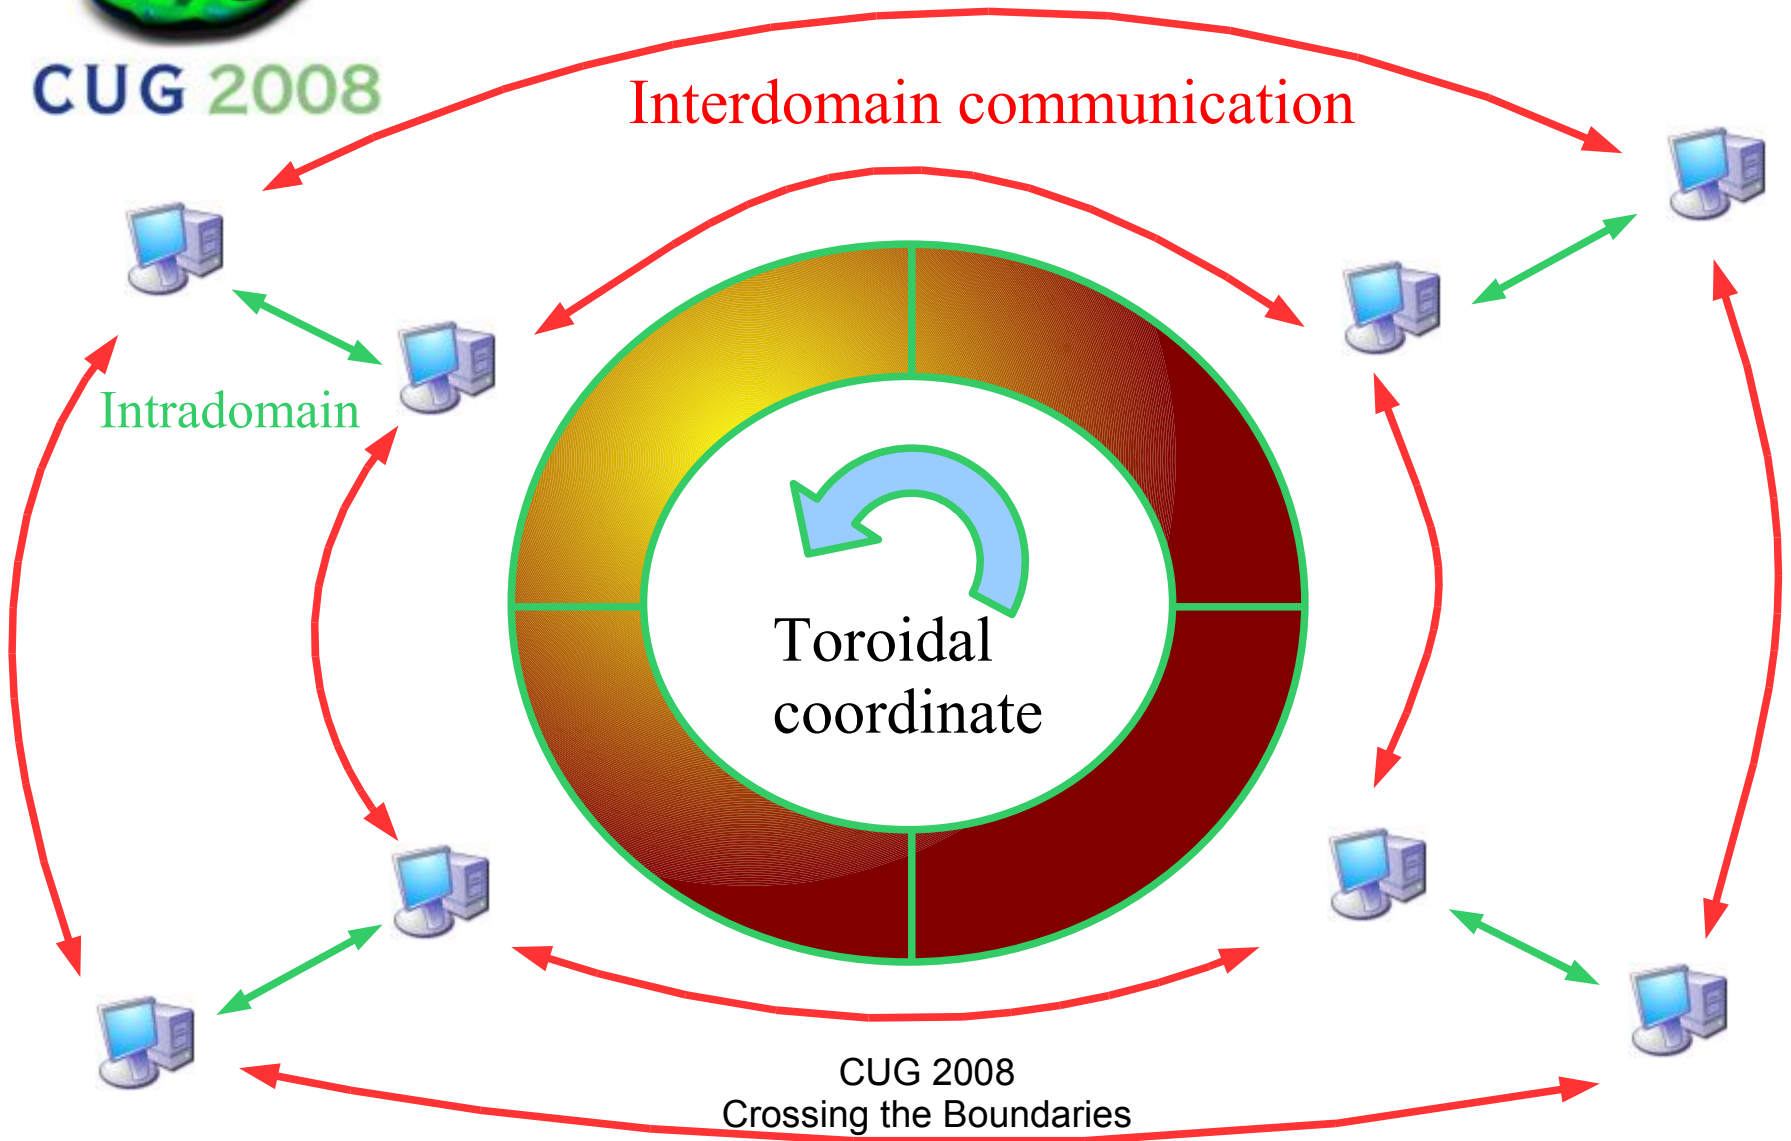 CUG 2008
Interdomain communication
Intradomain
Toroidal
coordinate
CUG 2008
Crossing the Boundaries